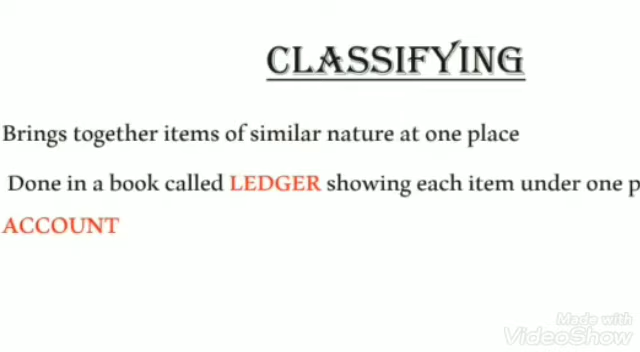 CLASSIFYING
Brings together items of similar nature at one place
Done in a book called LEDGER showing each item under one p
ACCOUNT
Made with
VideoShow